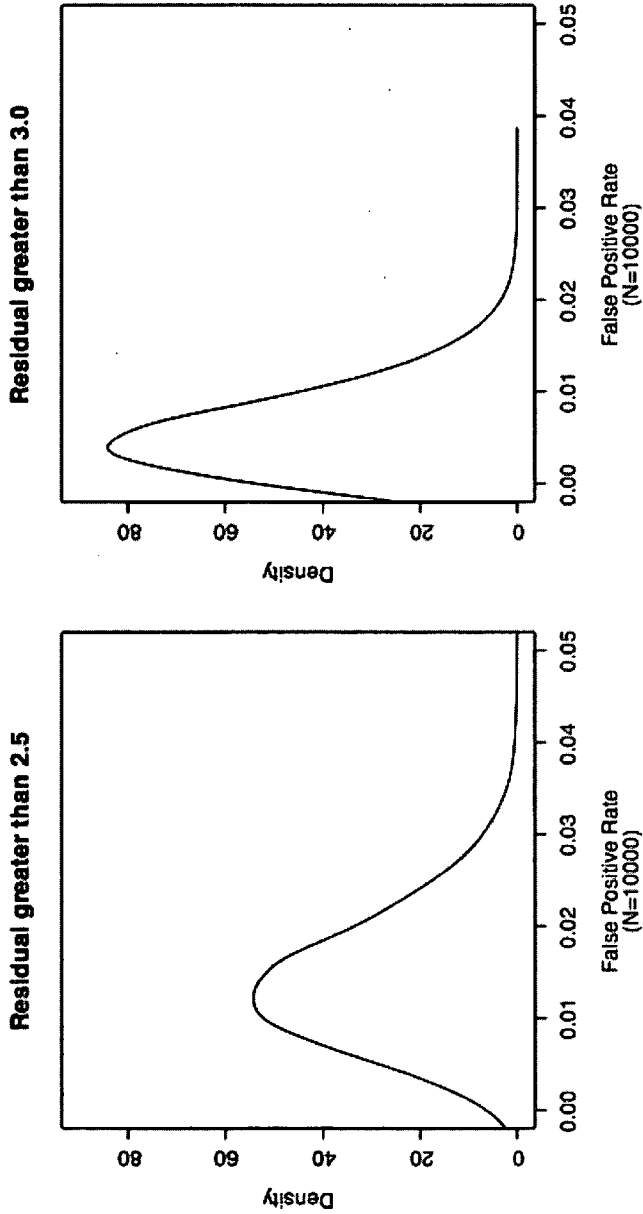 Residual greater than 2.5
Density
80
60
40
20
0
0.00 0.01 0.02 0.03 0.04 0.05
False Positive Rate
(N=10000)
Residual greater than 3.0
Density
80
60
40
20
0
0.00 0.01 0.02 0.03 0.04 0.05
False Positive Rate
(N=10000)